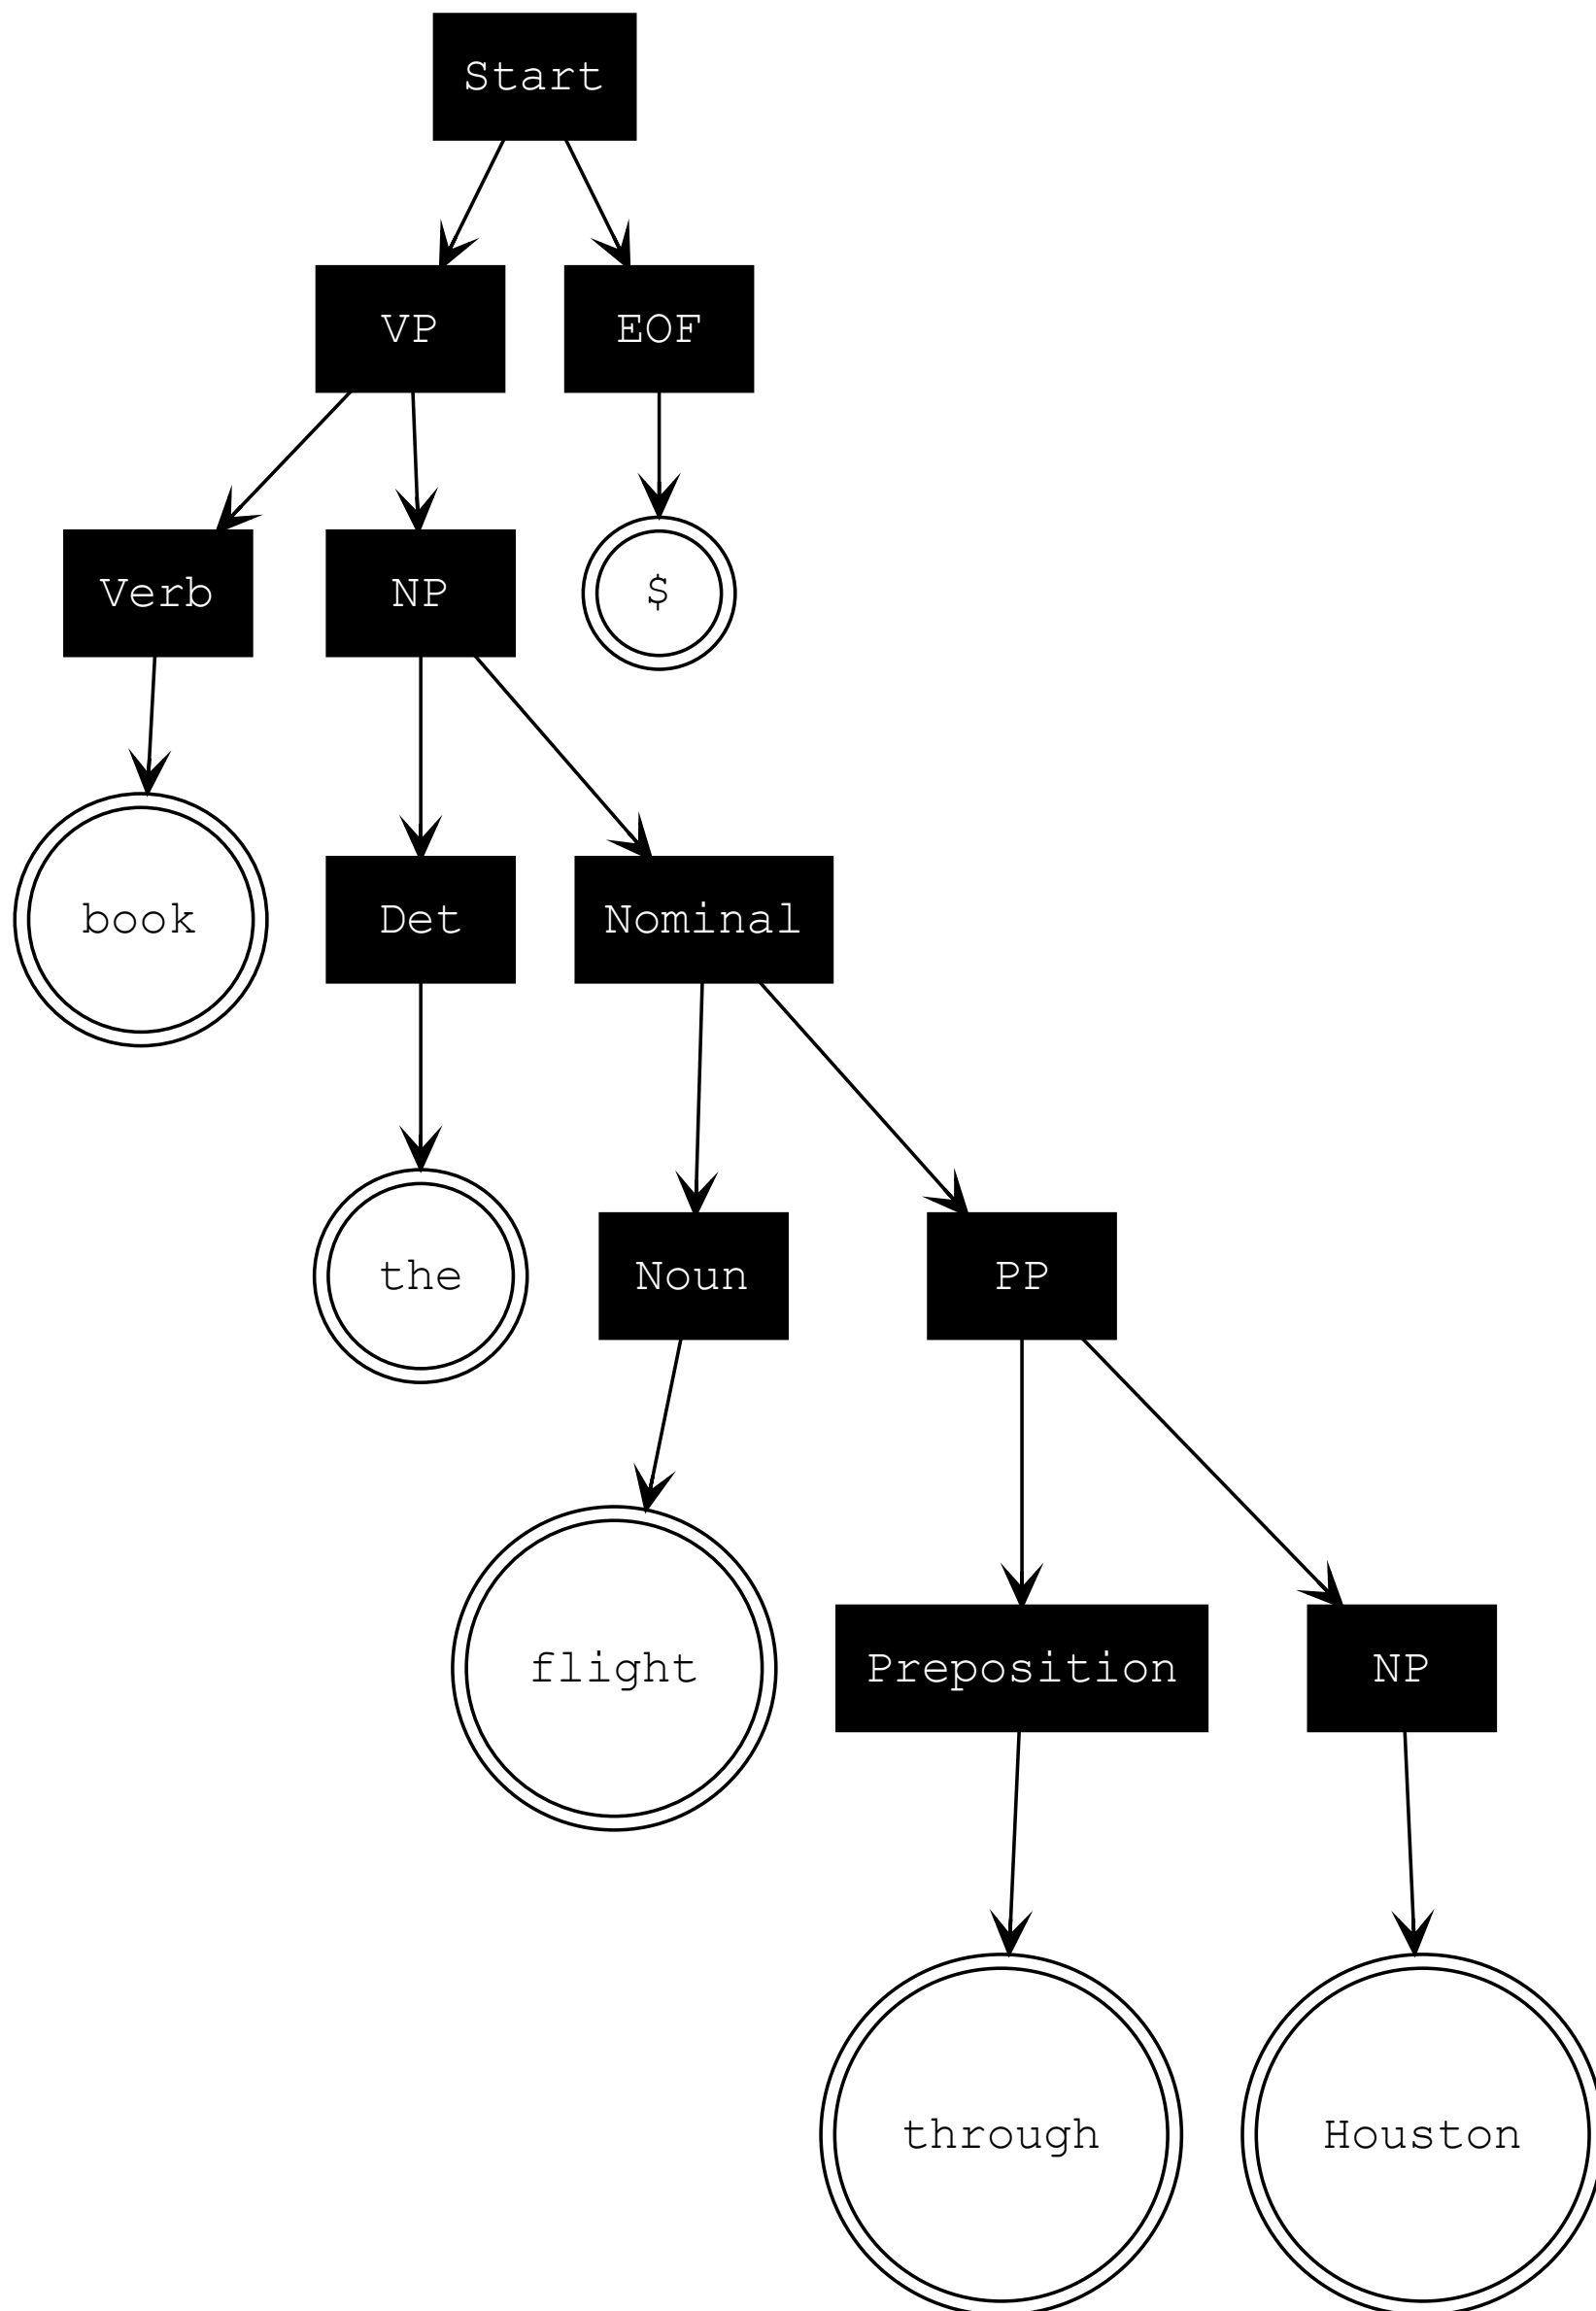 Start
VP
EOF
Verb
NP
$
book
Det
Nominal
the
Noun
PP
flight
Preposition
NP
through
Houston